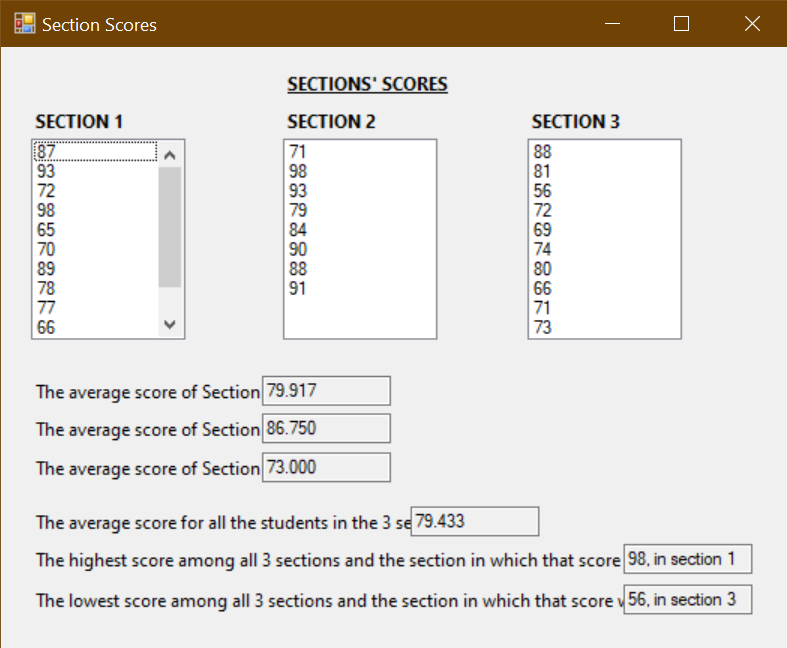 Section Scores
SECTIONS' SCORES
SECTION 1
87
93
72
98
65
70
89
78
77
66
SECTION 2
71
98
93
79
84
90
88
91
SECTION 3
88
81
56
72
69
74
80
66
71
73
The average score of Section 79.917
The average score of Section 86.750
The average score of Section 73.000
The average score for all the students in the 3 se 79.433
The highest score among all 3 sections and the section in which that score 98, in section 1
The lowest score among all 3 sections and the section in which that score 56, in section 3